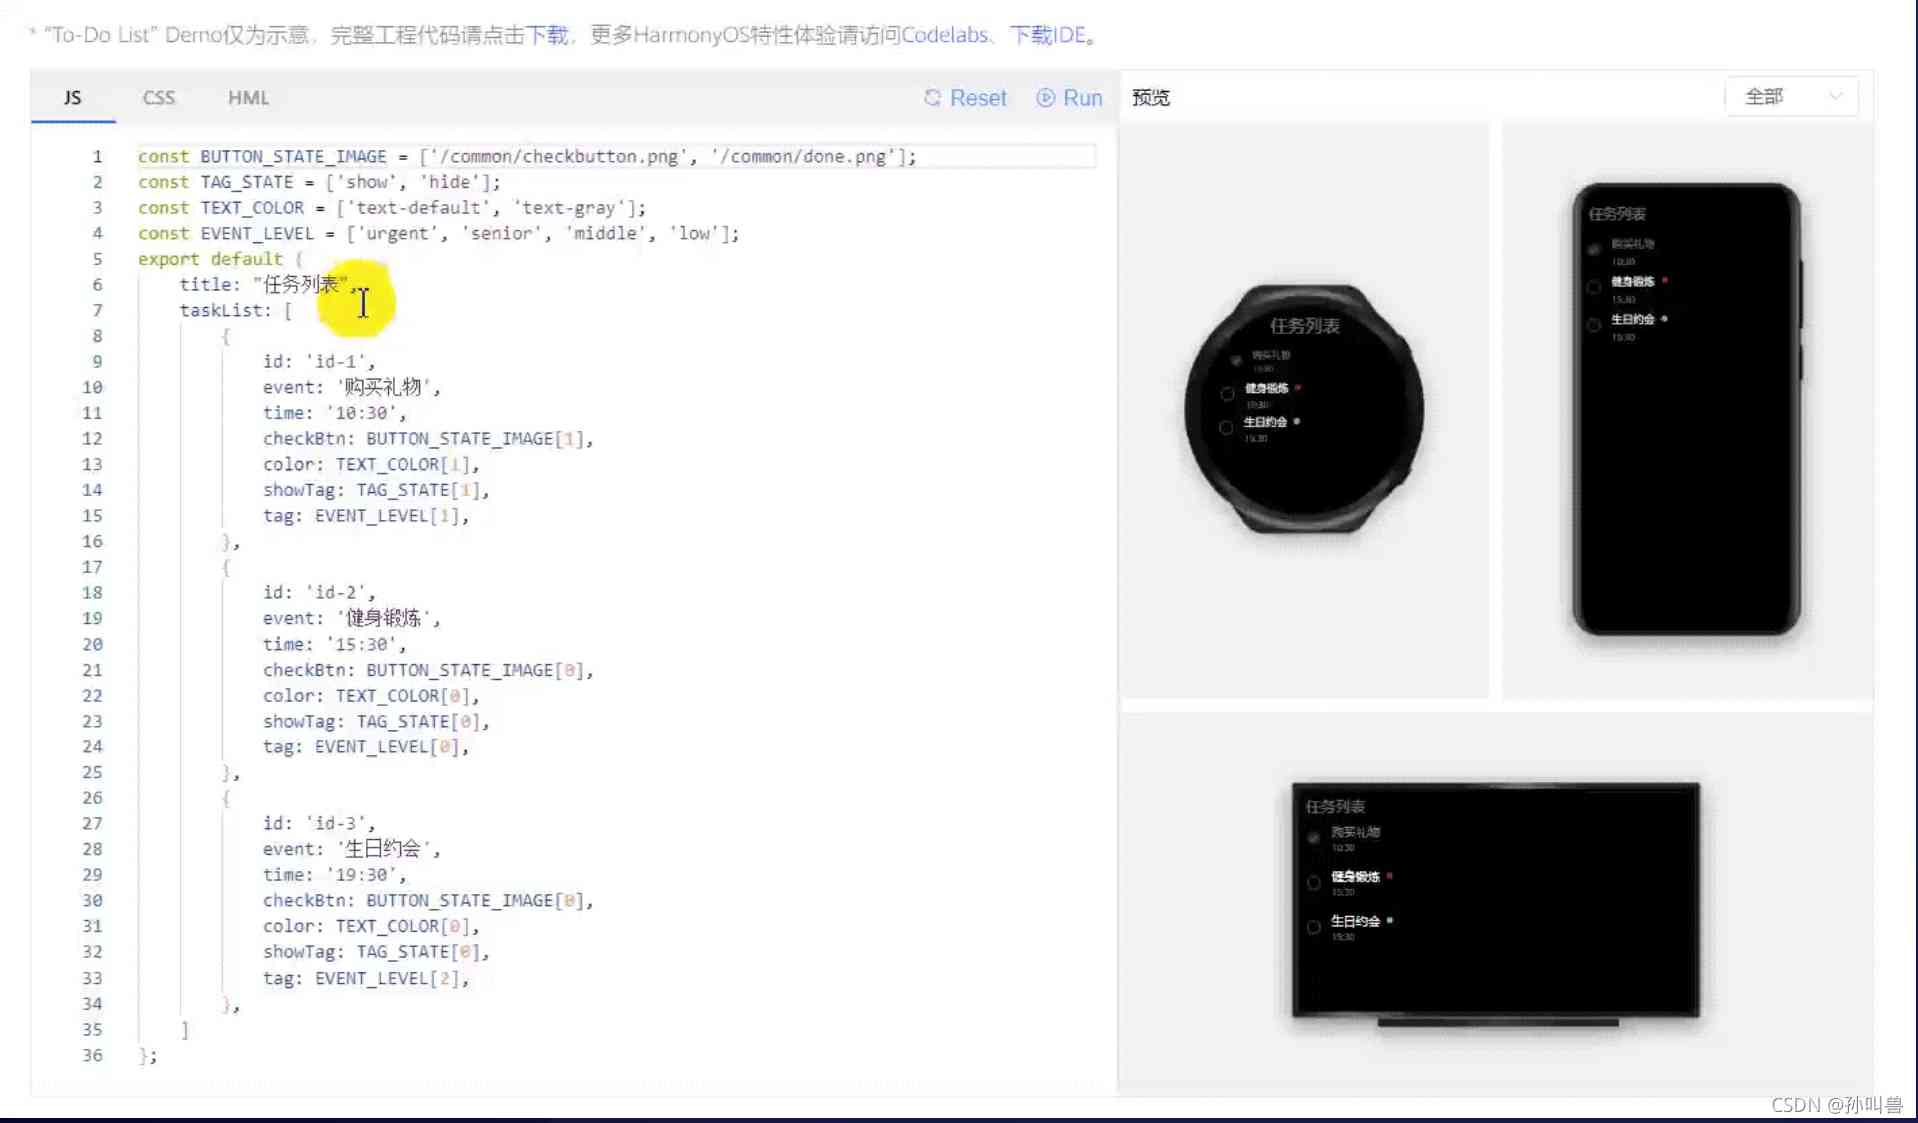 * “To-Do List” Demo仅为示意，完整工程代码请点击下载，更多HarmonyOS特性体验请访问Codelabs、下载IDE。
JS CSS HML Reset Run 预览 全部
1 const BUTTON_STATE_IMAGE = ['/common/checkbutton.png', '/common/done.png'];
2 const TAG_STATE = ['show', 'hide'];
3 const TEXT_COLOR = ['text-default', 'text-gray'];
4 const EVENT_LEVEL = ['urgent', 'senior', 'middle', 'low'];
5 export default {
6 title: "任务列表",
7 taskList: [
8 {
9 id: 'id-1',
10 event: '购买礼物',
11 time: '10:30',
12 checkBtn: BUTTON_STATE_IMAGE[1],
13 color: TEXT_COLOR[1],
14 showTag: TAG_STATE[1],
15 tag: EVENT_LEVEL[1],
16 },
17 {
18 id: 'id-2',
19 event: '健身锻炼',
20 time: '15:30',
21 checkBtn: BUTTON_STATE_IMAGE[0],
22 color: TEXT_COLOR[0],
23 showTag: TAG_STATE[0],
24 tag: EVENT_LEVEL[0],
25 },
26 {
27 id: 'id-3',
28 event: '生日约会',
29 time: '19:30',
30 checkBtn: BUTTON_STATE_IMAGE[0],
31 color: TEXT_COLOR[0],
32 showTag: TAG_STATE[0],
33 tag: EVENT_LEVEL[2],
34 },
35 ]
36 };
任务列表
购买礼物
健身锻炼
生日约会
任务列表
购买礼物
10:30
健身锻炼
15:30
生日约会
19:30
任务列表
购买礼物
10:30
健身锻炼
15:30
生日约会
19:30
CSDN @孙叫兽